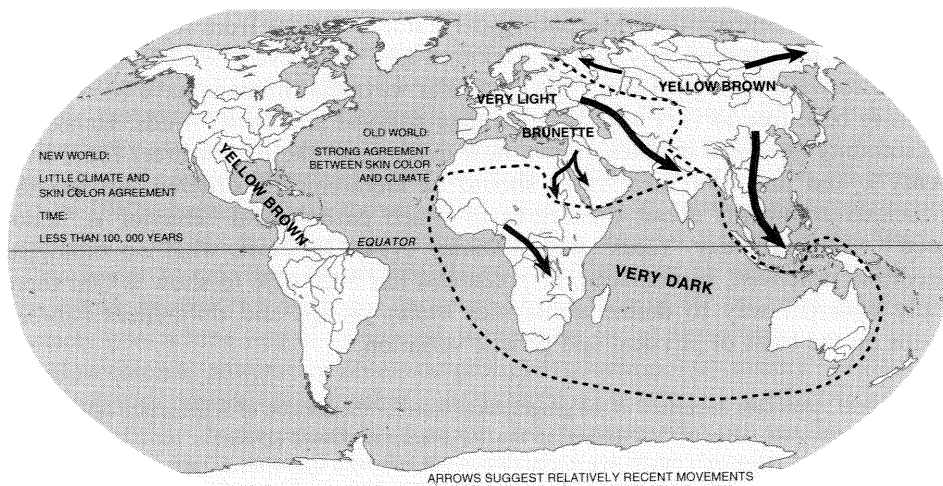 YELLOW BROWN
VERY LIGHT
OLD WORLD:
BRUNETTE
NEW WORLD:
STRONG AGREEMENT
BETWEEN SKIN COLOR
AND CLIMATE
LITTLE CLIMATE AND
SKIN COLOR AGREEMENT
YELLOW BROWN
TIME:
LESS THAN 100, 000 YEARS
EQUATOR
VERY DARK
ARROWS SUGGEST RELATIVELY RECENT MOVEMENTS